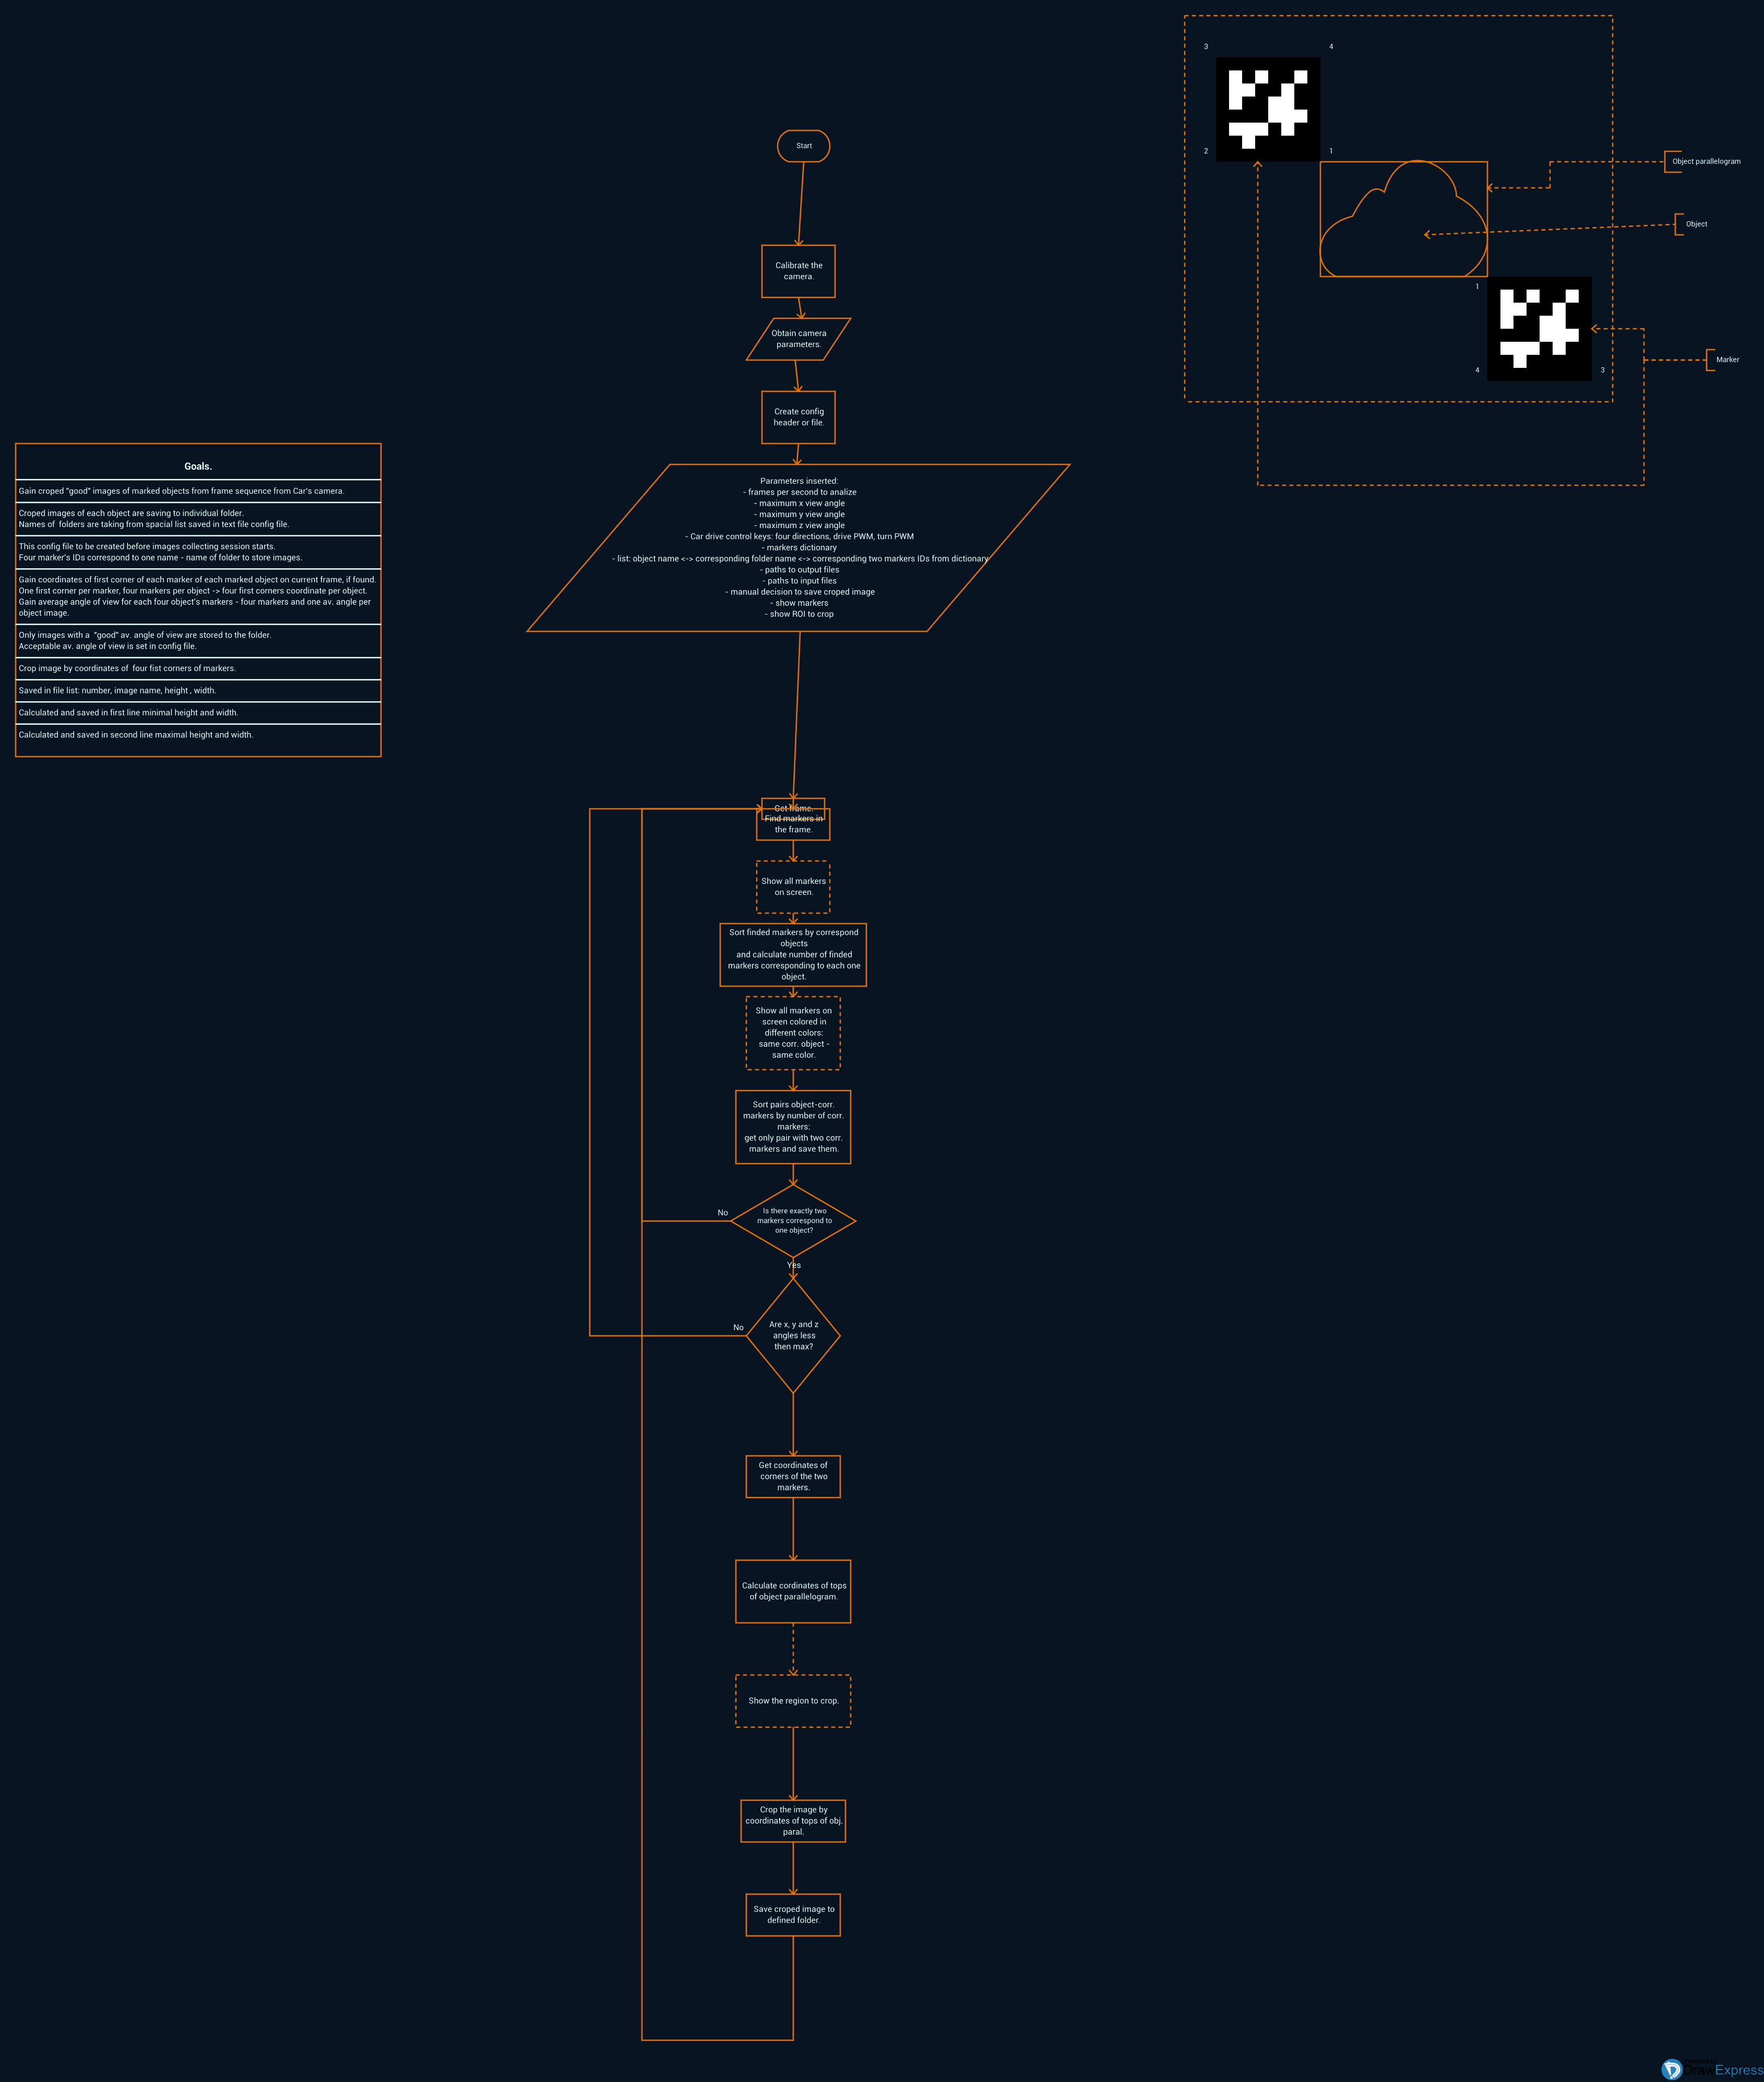 Start
Calibrate the
camera.
Obtain camera
parameters.
Create config
header or file.
Parameters inserted:
- frames per second to analize
- maximum x view angle
- maximum y view angle
- maximum z view angle
- Car drive control keys: four directions, drive PWM, turn PWM
- markers dictionary
- list: object name <-> corresponding folder name <-> corresponding two markers IDs from dictionary
- paths to output files
- paths to input files
- manual decision to save croped image
- show markers
- show ROI to crop
Goals.
Gain croped "good" images of marked objects from frame sequence from Car's camera.
Croped images of each object are saving to individual folder.
Names of  folders are taking from spacial list saved in text file config file.
This config file to be created before images collecting session starts.
Four marker's IDs correspond to one name - name of folder to store images.
Gain coordinates of first corner of each marker of each marked object on current frame, if found.
One first corner per marker, four markers per object -> four first corners coordinate per object.
Gain average angle of view for each four object's markers - four markers and one av. angle per
object image.
Only images with a  "good" av. angle of view are stored to the folder.
Acceptable av. angle of view is set in config file.
Crop image by coordinates of  four fist corners of markers.
Saved in file list: number, image name, height , width.
Calculated and saved in first line minimal height and width.
Calculated and saved in second line maximal height and width.
Get frame.
Find markers in
the frame.
Show all markers
on screen.
Sort finded markers by correspond
objects
and calculate number of finded
markers corresponding to each one
object.
Show all markers on
screen colored in
different colors:
same corr. object -
same color.
Sort pairs object-corr.
markers by number of corr.
markers:
get only pair with two corr.
markers and save them.
Is there exactly two
markers correspond to
one object?
No
Yes
Are x, y and z
angles less
then max?
No
Get coordinates of
corners of the two
markers.
Calculate cordinates of tops
of object parallelogram.
Show the region to crop.
Crop the image by
coordinates of tops of obj.
paral.
Save croped image to
defined folder.
3
4
2
1
Object parallelogram
Object
1
4
3
Marker
DrawExpress